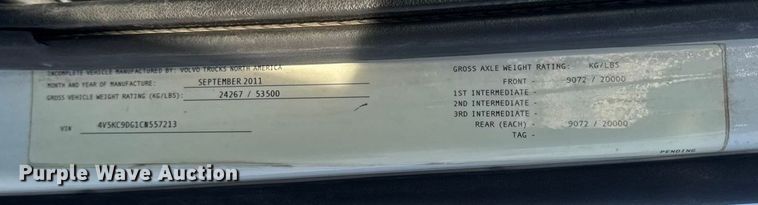 INCOMPLETE VEHICLE MANUFACTURED BY: VOLVO TRUCKS NORTH AMERICA
MONTH AND YEAR OF MANUFACTURE: SEPTEMBER 2011
GROSS VEHICLE WEIGHT RATING (KG/LBS): 24267 / 53500
VIN 4V5KC9DG1CN557213
GROSS AXLE WEIGHT RATING: KG/LBS
FRONT - 9072 / 20000
1ST INTERMEDIATE -
2ND INTERMEDIATE -
3RD INTERMEDIATE -
REAR (EACH) - 9072 / 20000
TAG -
PENDING
Purple Wave Auction